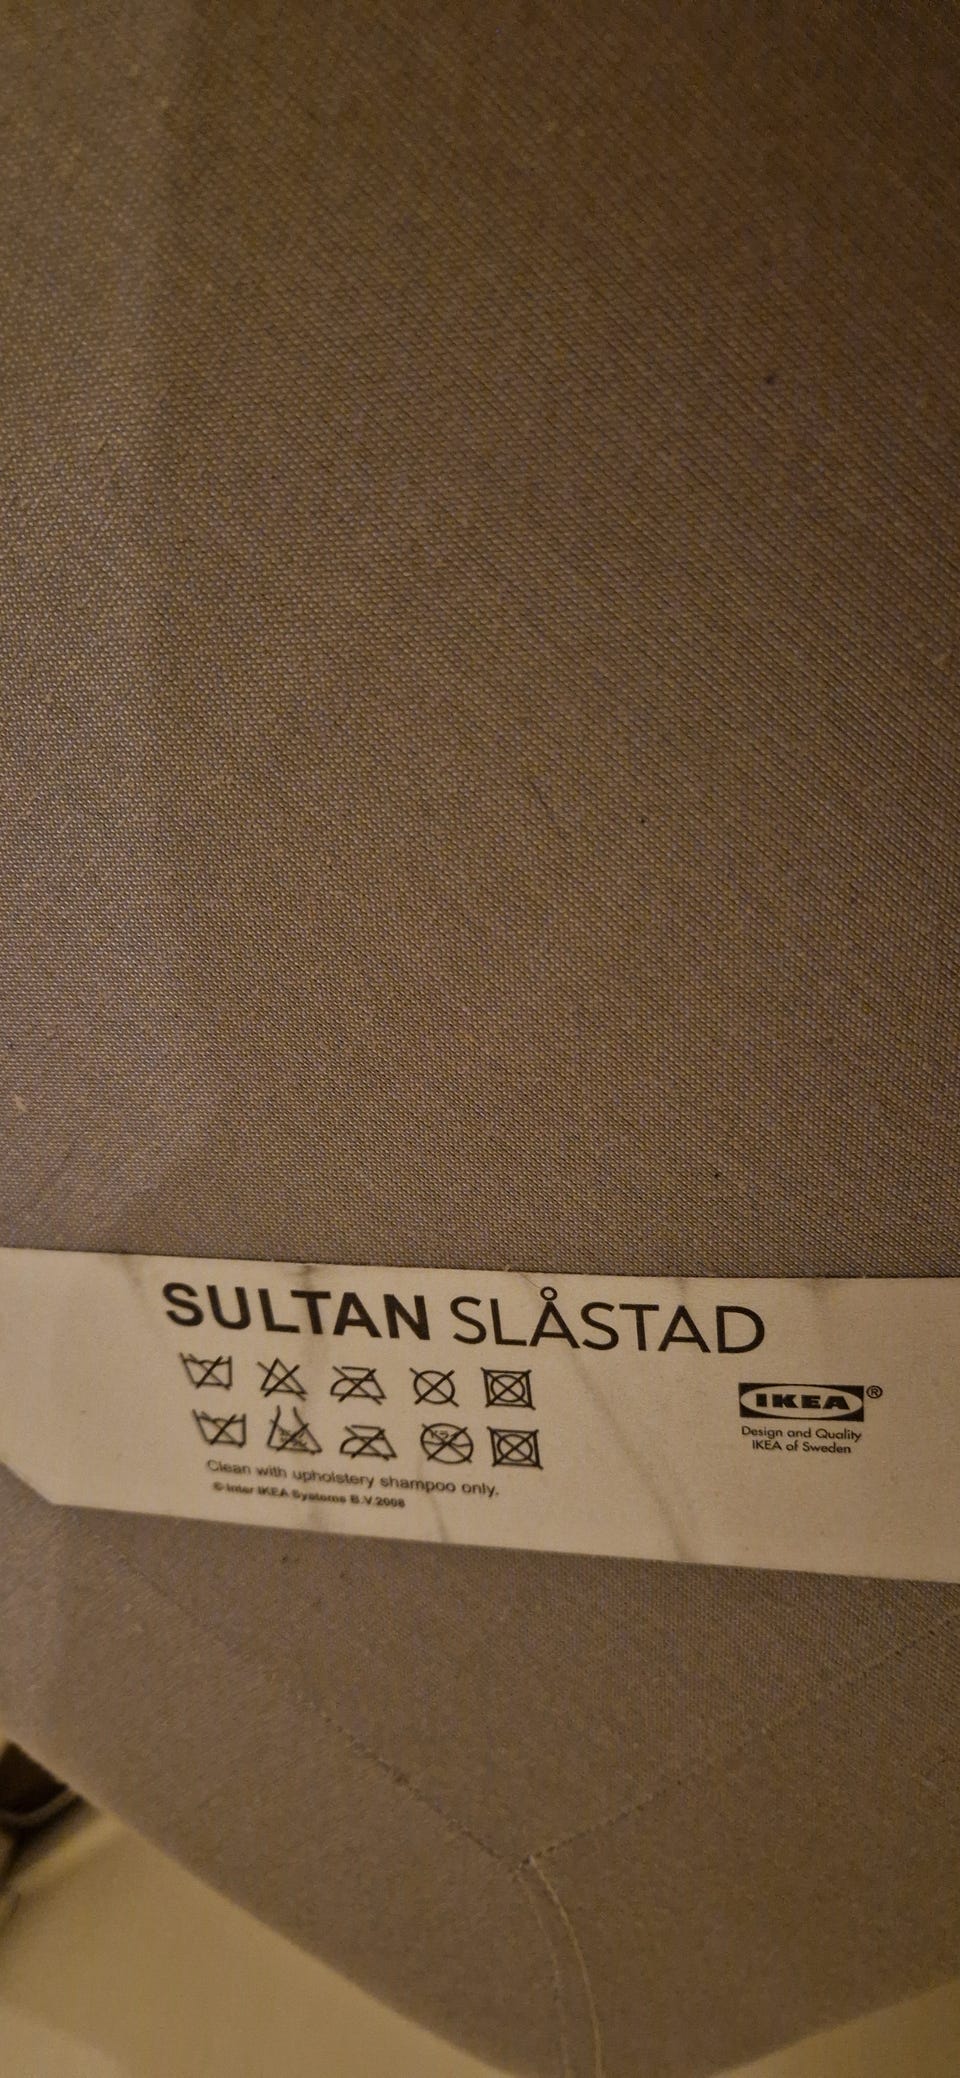 SULTAN SLÅSTAD
Clean with upholstery shampoo only.
© Inter IKEA Systems B.V.2008
IKEA ®
Design and Quality
IKEA of Sweden